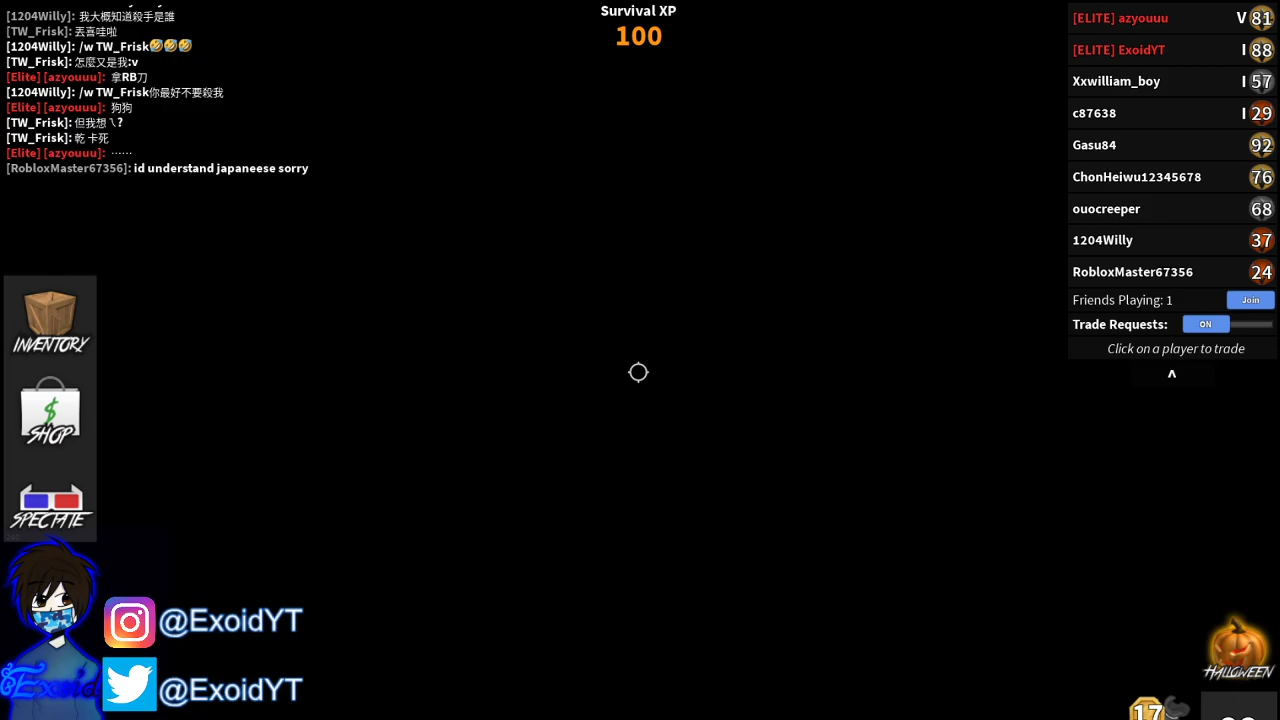 [1204Willy]: 我大概知道殺手是誰
[TW_Frisk]: 丟喜哇啦
[1204Willy]: /w TW_Frisk🤣🤣🤣
[TW_Frisk]: 怎麼又是我:v
[Elite] [azyouuu]: 拿RB刀
[1204Willy]: /w TW_Frisk你最好不要殺我
[Elite] [azyouuu]: 狗狗
[TW_Frisk]: 但我想ㄟ?
[TW_Frisk]: 乾 卡死
[Elite] [azyouuu]: ······
[RobloxMaster67356]: id understand japaneese sorry
Survival XP
100
[ELITE] azyouuu V 81
[ELITE] ExoidYT I 88
Xxwilliam_boy I 57
c87638 I 29
Gasu84 92
ChonHeiwu12345678 76
ouocreeper 68
1204Willy 37
RobloxMaster67356 24
Friends Playing: 1 Join
Trade Requests: ON
Click on a player to trade
INVENTORY
$
SHOP
SPECTATE
@ExoidYT
@ExoidYT
Exoid
HALLOWEEN
17